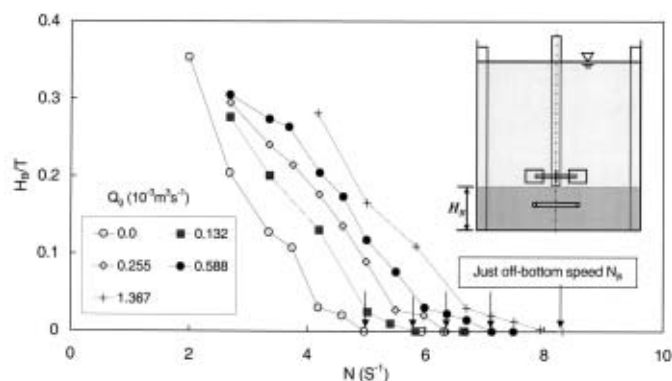 0.4
0.3
0.2
0.1
0
H_B/T
Q_g (10⁻³m³s⁻¹)
0.0
0.132
0.255
0.588
1.367
H_B
Just off-bottom speed N_B
0 2 4 6 8 10
N (S⁻¹)